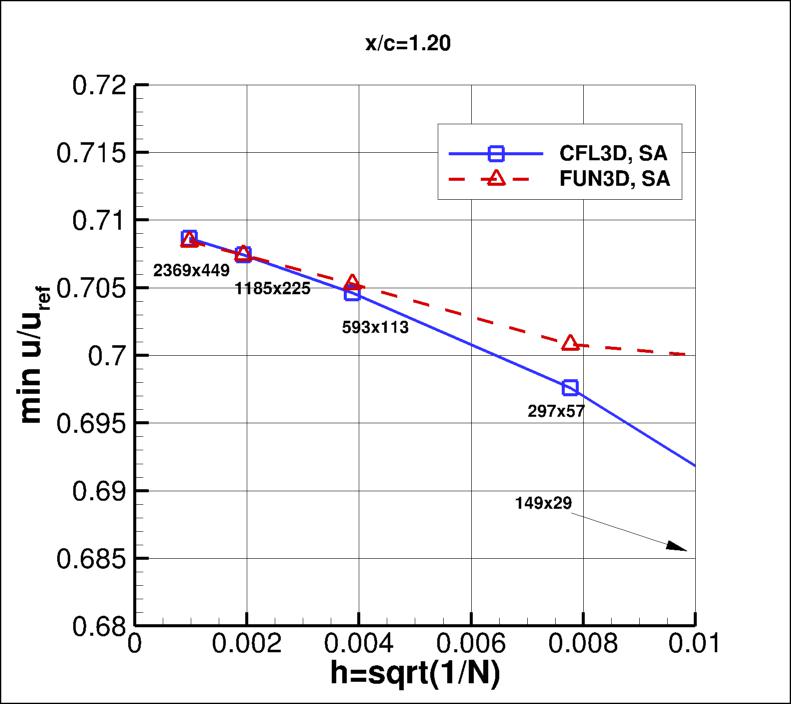 x/c=1.20
0.72
0.715
0.71
0.705
0.7
0.695
0.69
0.685
0.68
min u/uref
CFL3D, SA
FUN3D, SA
2369x449
1185x225
593x113
297x57
149x29
0
0.002
0.004
0.006
0.008
0.01
h=sqrt(1/N)